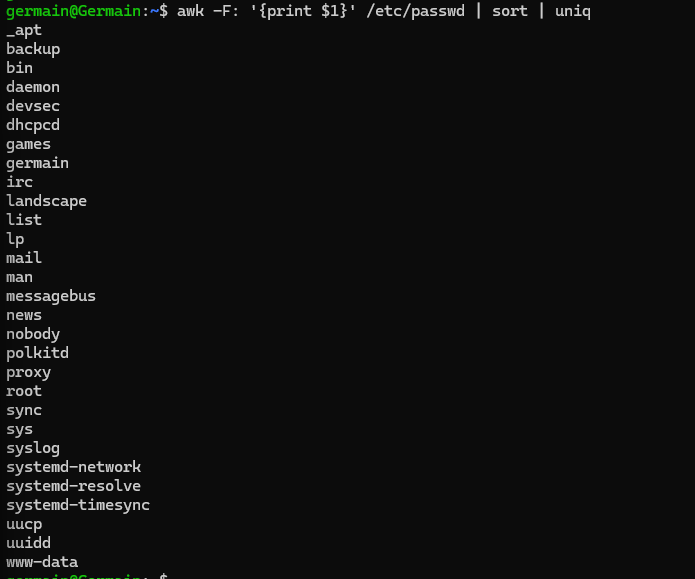 germain@Germain:~$ awk -F: '{print $1}' /etc/passwd | sort | uniq
_apt
backup
bin
daemon
devsec
dhcpcd
games
germain
irc
landscape
list
lp
mail
man
messagebus
news
nobody
polkitd
proxy
root
sync
sys
syslog
systemd-network
systemd-resolve
systemd-timesync
uucp
uuidd
www-data
germain@Germain:~$